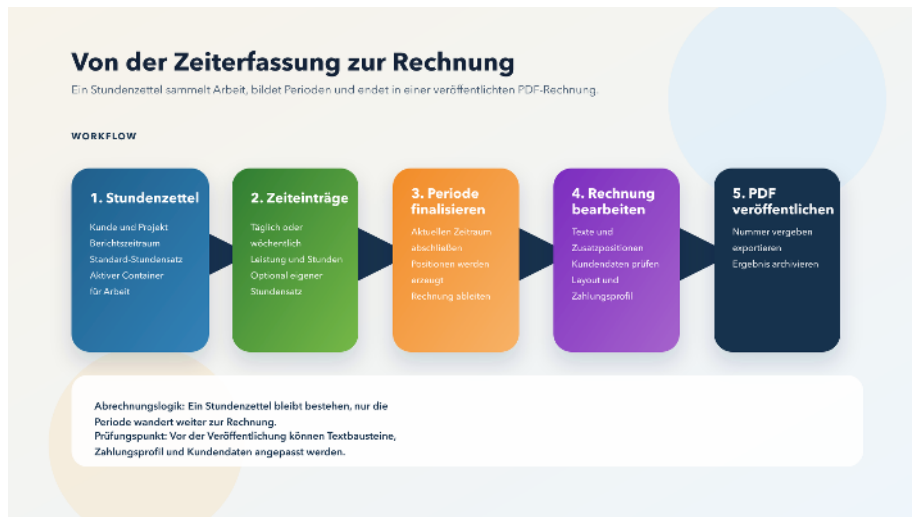 Von der Zeiterfassung zur Rechnung
Ein Stundenzettel sammelt Arbeit, bildet Perioden und endet in einer veröffentlichten PDF-Rechnung.
WORKFLOW
1. Stundenzettel
Kunde und Projekt
Berichtszeitraum
Standard-Stundensatz
Aktiver Container
für Arbeit
2. Zeiteinträge
Täglich oder
wöchentlich
Leistung und Stunden
Optional eigener
Stundensatz
3. Periode
finalisieren
Aktuellen Zeitraum
abschließen
Positionen werden
erzeugt
Rechnung ableiten
4. Rechnung
bearbeiten
Texte und
Zusatzpositionen
Kundendaten prüfen
Layout und
Zahlungsprofil
5. PDF
veröffentlichen
Nummer vergeben
exportieren
Ergebnis archivieren
Abrechnungslogik: Ein Stundenzettel bleibt bestehen, nur die
Periode wandert weiter zur Rechnung.
Prüfungspunkt: Vor der Veröffentlichung können Textbausteine,
Zahlungsprofil und Kundendaten angepasst werden.